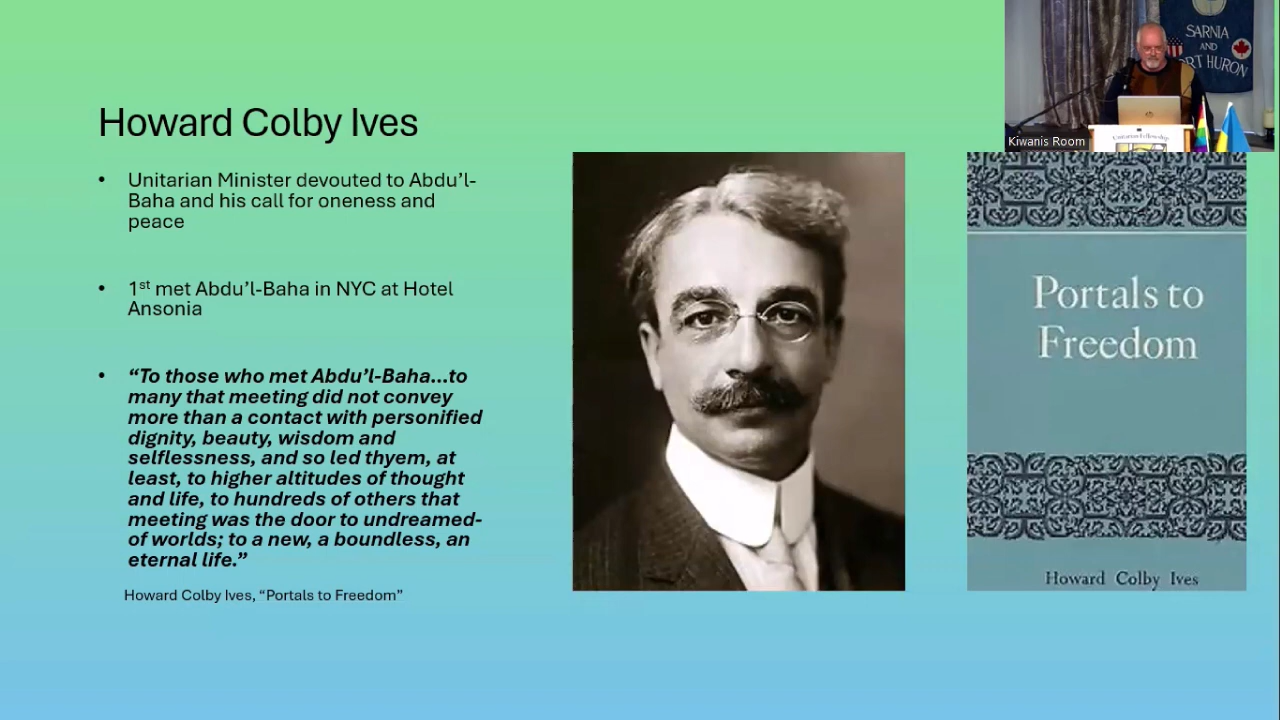 Howard Colby Ives
• Unitarian Minister devouted to Abdu’l-
Baha and his call for oneness and
peace
• 1st met Abdu’l-Baha in NYC at Hotel
Ansonia
• “To those who met Abdu’l-Baha...to
many that meeting did not convey
more than a contact with personified
dignity, beauty, wisdom and
selflessness, and so led thyem, at
least, to higher altitudes of thought
and life, to hundreds of others that
meeting was the door to undreamed-
of worlds; to a new, a boundless, an
eternal life.”
Howard Colby Ives, “Portals to Freedom”
SARNIA
AND
ORT HURON
Unitarian Fellowship
Kiwanis Room
Portals to
Freedom
Howard Colby Ives